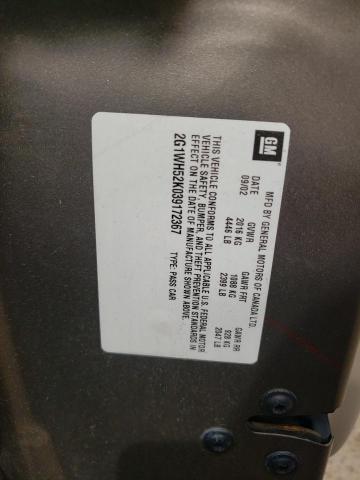 GM
MFD BY GENERAL MOTORS OF CANADA LTD.
DATE GVWR GAWR FRT GAWR RR
09/02 2016 KG 1088 KG 928 KG
4446 LB 2399 LB 2047 LB
THIS VEHICLE CONFORMS TO ALL APPLICABLE U.S. FEDERAL MOTOR
VEHICLE SAFETY, BUMPER, AND THEFT PREVENTION STANDARDS IN
EFFECT ON THE DATE OF MANUFACTURE SHOWN ABOVE.
2G1WH52K039172367 TYPE: PASS CAR